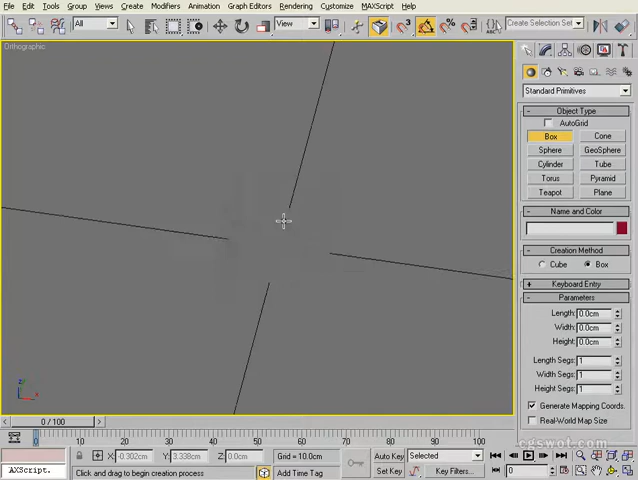 File Edit Tools Group Views Create Modifiers Animation Graph Editors Rendering Customize MAXScript Help
All View Create Selection Set
Orthographic
Standard Primitives
- Object Type
AutoGrid
Box Cone
Sphere GeoSphere
Cylinder Tube
Torus Pyramid
Teapot Plane
- Name and Color
- Creation Method
Cube Box
+ Keyboard Entry
- Parameters
Length: 0.0cm
Width: 0.0cm
Height: 0.0cm
Length Segs: 1
Width Segs: 1
Height Segs: 1
Generate Mapping Coords.
Real-World Map Size
z x
< 0 / 100 >
0 10 20 30 40 50 60 70 80 90 100
cgswot.com
X: -0.302cm Y: 3.338cm Z: 0.0cm Grid = 10.0cm Auto Key Selected
AXScript. Click and drag to begin creation process Add Time Tag Set Key Key Filters... 0